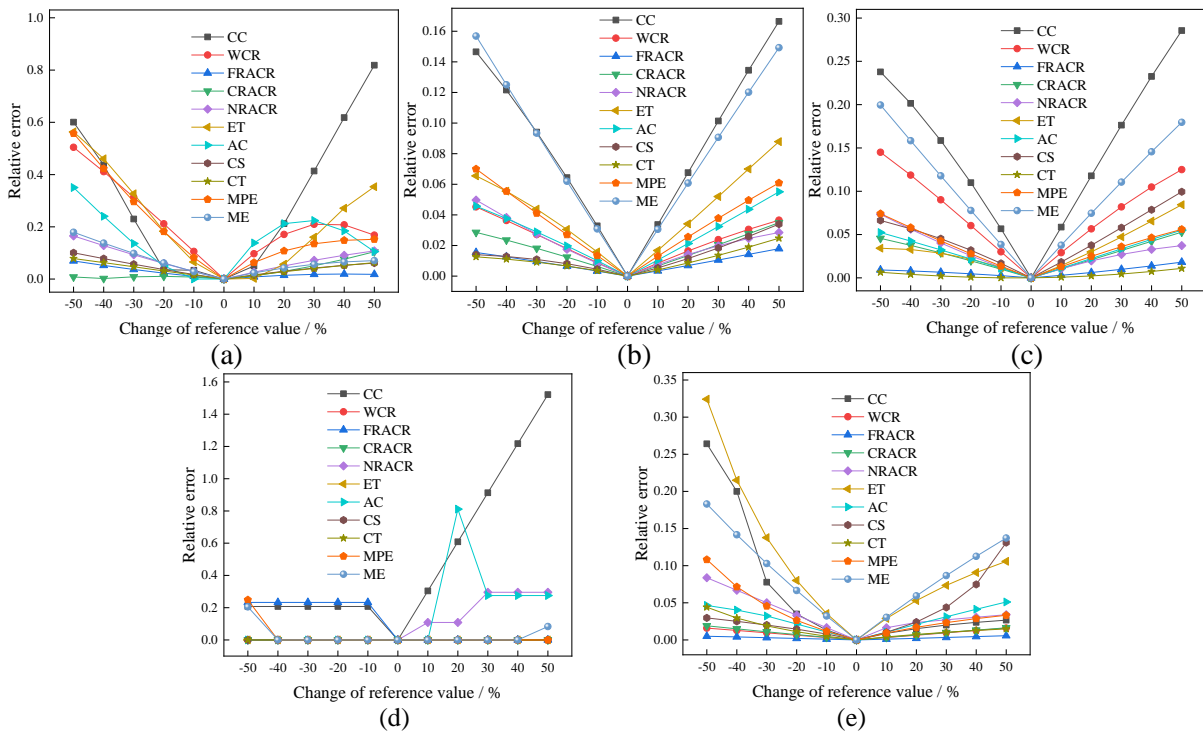 1.0
0.8
0.6
0.4
0.2
0.0
Relative error
CC
WCR
FRACR
CRACR
NRACR
ET
AC
CS
CT
MPE
ME
-50 -40 -30 -20 -10 0 10 20 30 40 50
Change of reference value / %
(a)
0.16
0.14
0.12
0.10
0.08
0.06
0.04
0.02
0.00
Relative error
CC
WCR
FRACR
CRACR
NRACR
ET
AC
CS
CT
MPE
ME
-50 -40 -30 -20 -10 0 10 20 30 40 50
Change of reference value / %
(b)
0.30
0.25
0.20
0.15
0.10
0.05
0.00
Relative error
CC
WCR
FRACR
CRACR
NRACR
ET
AC
CS
CT
MPE
ME
-50 -40 -30 -20 -10 0 10 20 30 40 50
Change of reference value / %
(c)
1.6
1.4
1.2
1.0
0.8
0.6
0.4
0.2
0.0
Relative error
CC
WCR
FRACR
CRACR
NRACR
ET
AC
CS
CT
MPE
ME
-50 -40 -30 -20 -10 0 10 20 30 40 50
Change of reference value / %
(d)
0.35
0.30
0.25
0.20
0.15
0.10
0.05
0.00
Relative error
CC
WCR
FRACR
CRACR
NRACR
ET
AC
CS
CT
MPE
ME
-50 -40 -30 -20 -10 0 10 20 30 40 50
Change of reference value / %
(e)